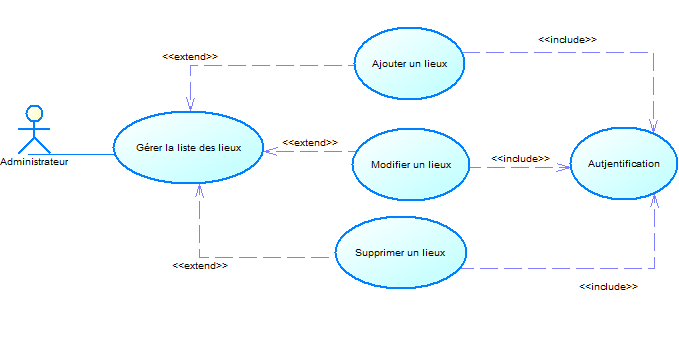 <<include>>
<<extend>>
Ajouter un lieux
<<extend>>
Gérer la liste des lieux
<<include>>
Administrateur
Modifier un lieux
Autjentification
Supprimer un lieux
<<extend>>
<<include>>